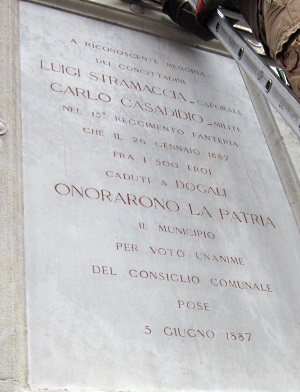 A RICONOSCENTE MEMORIA
DEI CONCITTADINI
LUIGI STRAMACCIA - CAPORALE
CARLO CASADIDIO - MILITE
NEL 15° REGGIMENTO FANTERIA
CHE IL 26 GENNAIO 1887
FRA I 500 EROI
CADUTI A DOGALI
ONORARONO LA PATRIA
IL MUNICIPIO
PER VOTO UNANIME
DEL CONSIGLIO COMUNALE
POSE
5 GIUGNO 1887